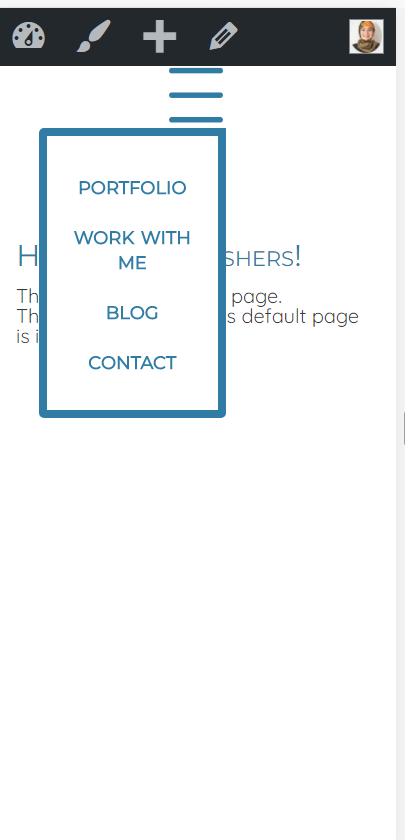 PORTFOLIO
WORK WITH
ME
H shers!
BLOG
Th page.
Th s default page
CONTACT
is i